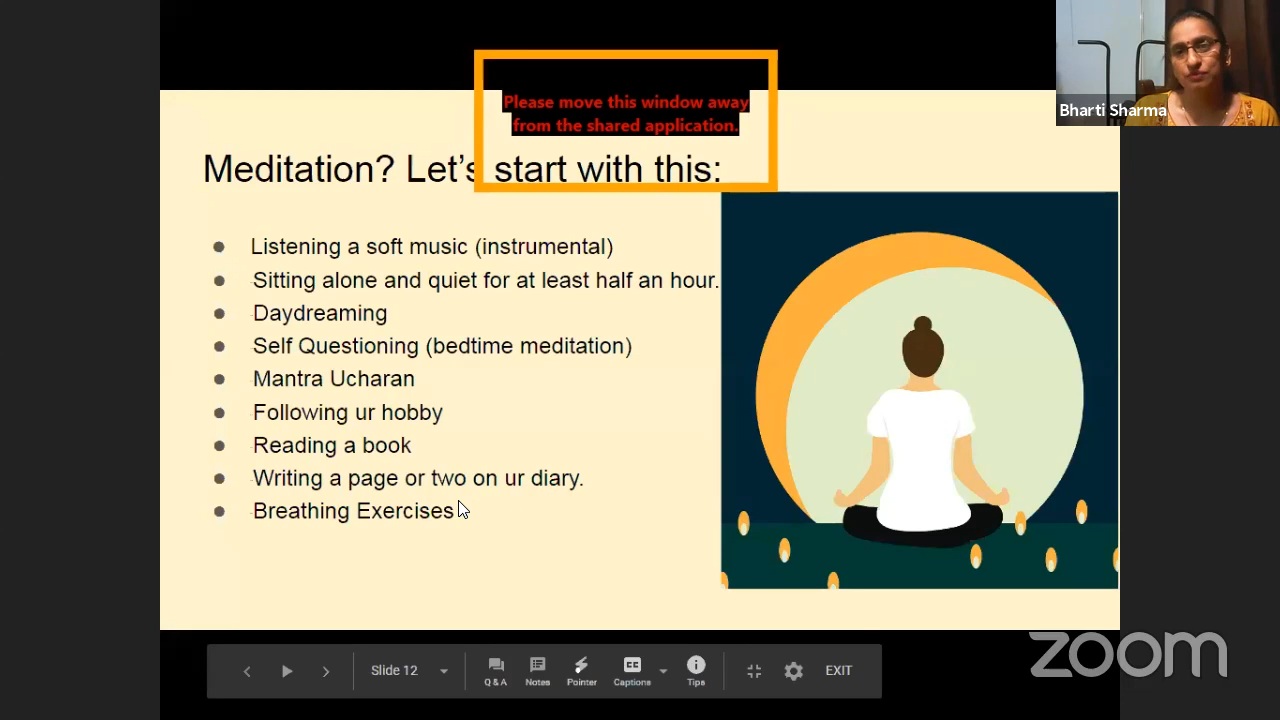 Please move this window away
from the shared application.
Bharti Sharma
Meditation? Let's start with this:
Listening a soft music (instrumental)
Sitting alone and quiet for at least half an hour.
Daydreaming
Self Questioning (bedtime meditation)
Mantra Ucharan
Following ur hobby
Reading a book
Writing a page or two on ur diary.
Breathing Exercises
zoom
Slide 12
Q & A
Notes
Pointer
CC
Captions
Tips
EXIT